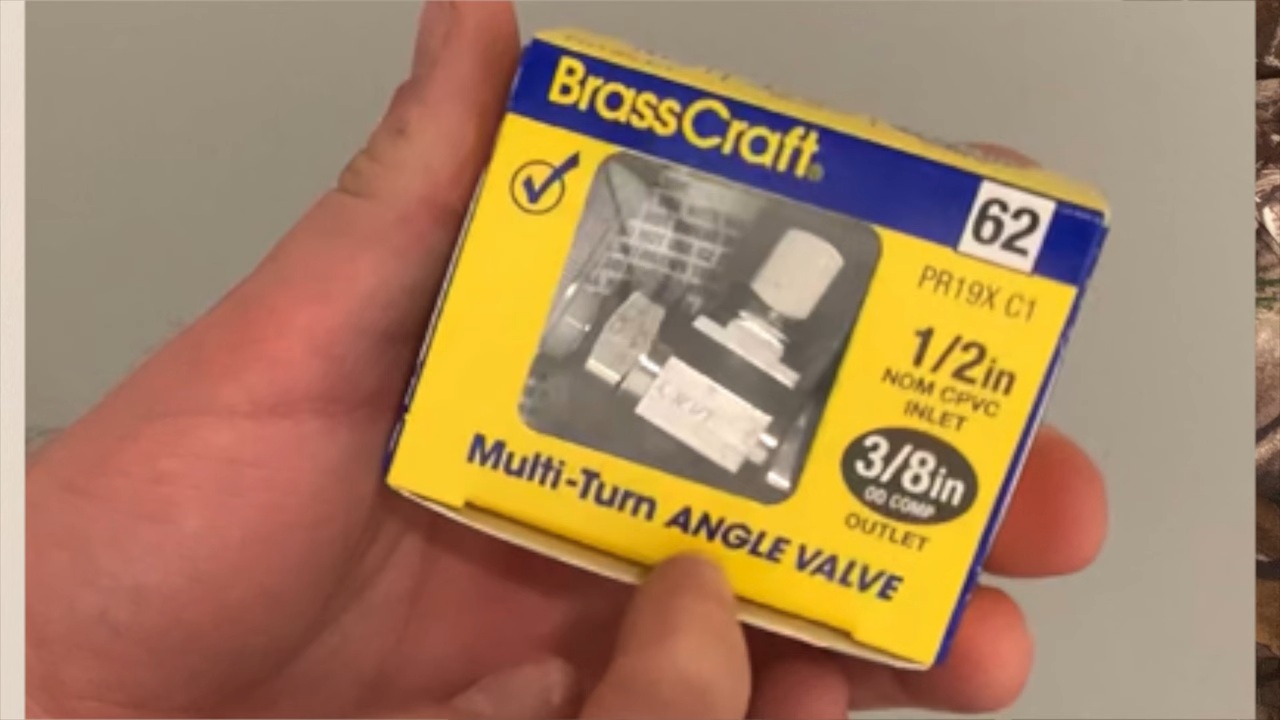 BrassCraft®
62
PR19X C1
1/2in
NOM CPVC
INLET
3/8in
OD COMP
OUTLET
Multi-Turn ANGLE VALVE